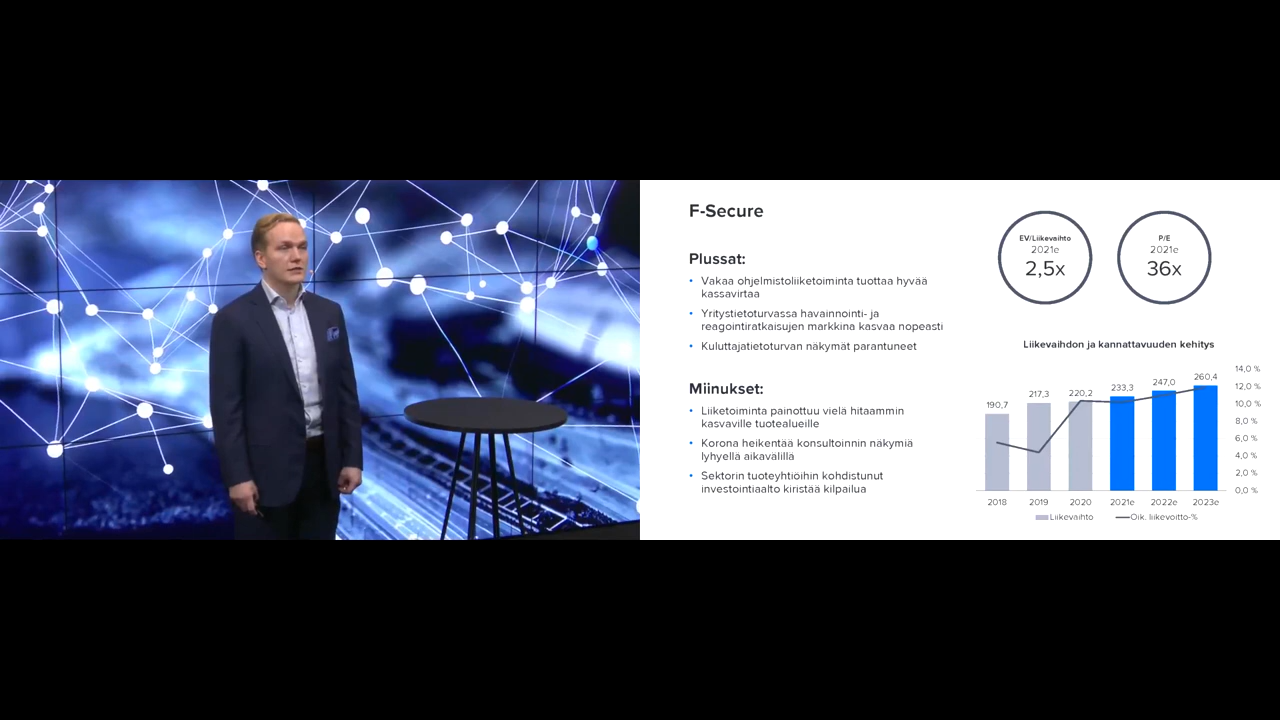 F-Secure
Plussat:
• Vakaa ohjelmistoliiketoiminta tuottaa hyvää
kassavirtaa
• Yritystietoturvassa havainnointi- ja
reagointiratkaisujen markkina kasvaa nopeasti
• Kuluttajatietoturvan näkymät parantuneet
Miinukset:
• Liiketoiminta painottuu vielä hitaammin
kasvaville tuotealueille
• Korona heikentää konsultoinnin näkymiä
lyhyellä aikavälillä
• Sektorin tuoteyhtiöihin kohdistunut
investointiaalto kiristää kilpailua
EV/Liikevaihto
2021e
2,5x
P/E
2021e
36x
Liikevaihdon ja kannattavuuden kehitys
190,7
217,3
220,2
233,3
247,0
260,4
14,0 %
12,0 %
10,0 %
8,0 %
6,0 %
4,0 %
2,0 %
0,0 %
2018 2019 2020 2021e 2022e 2023e
Liikevaihto Oik. liikevoitto-%